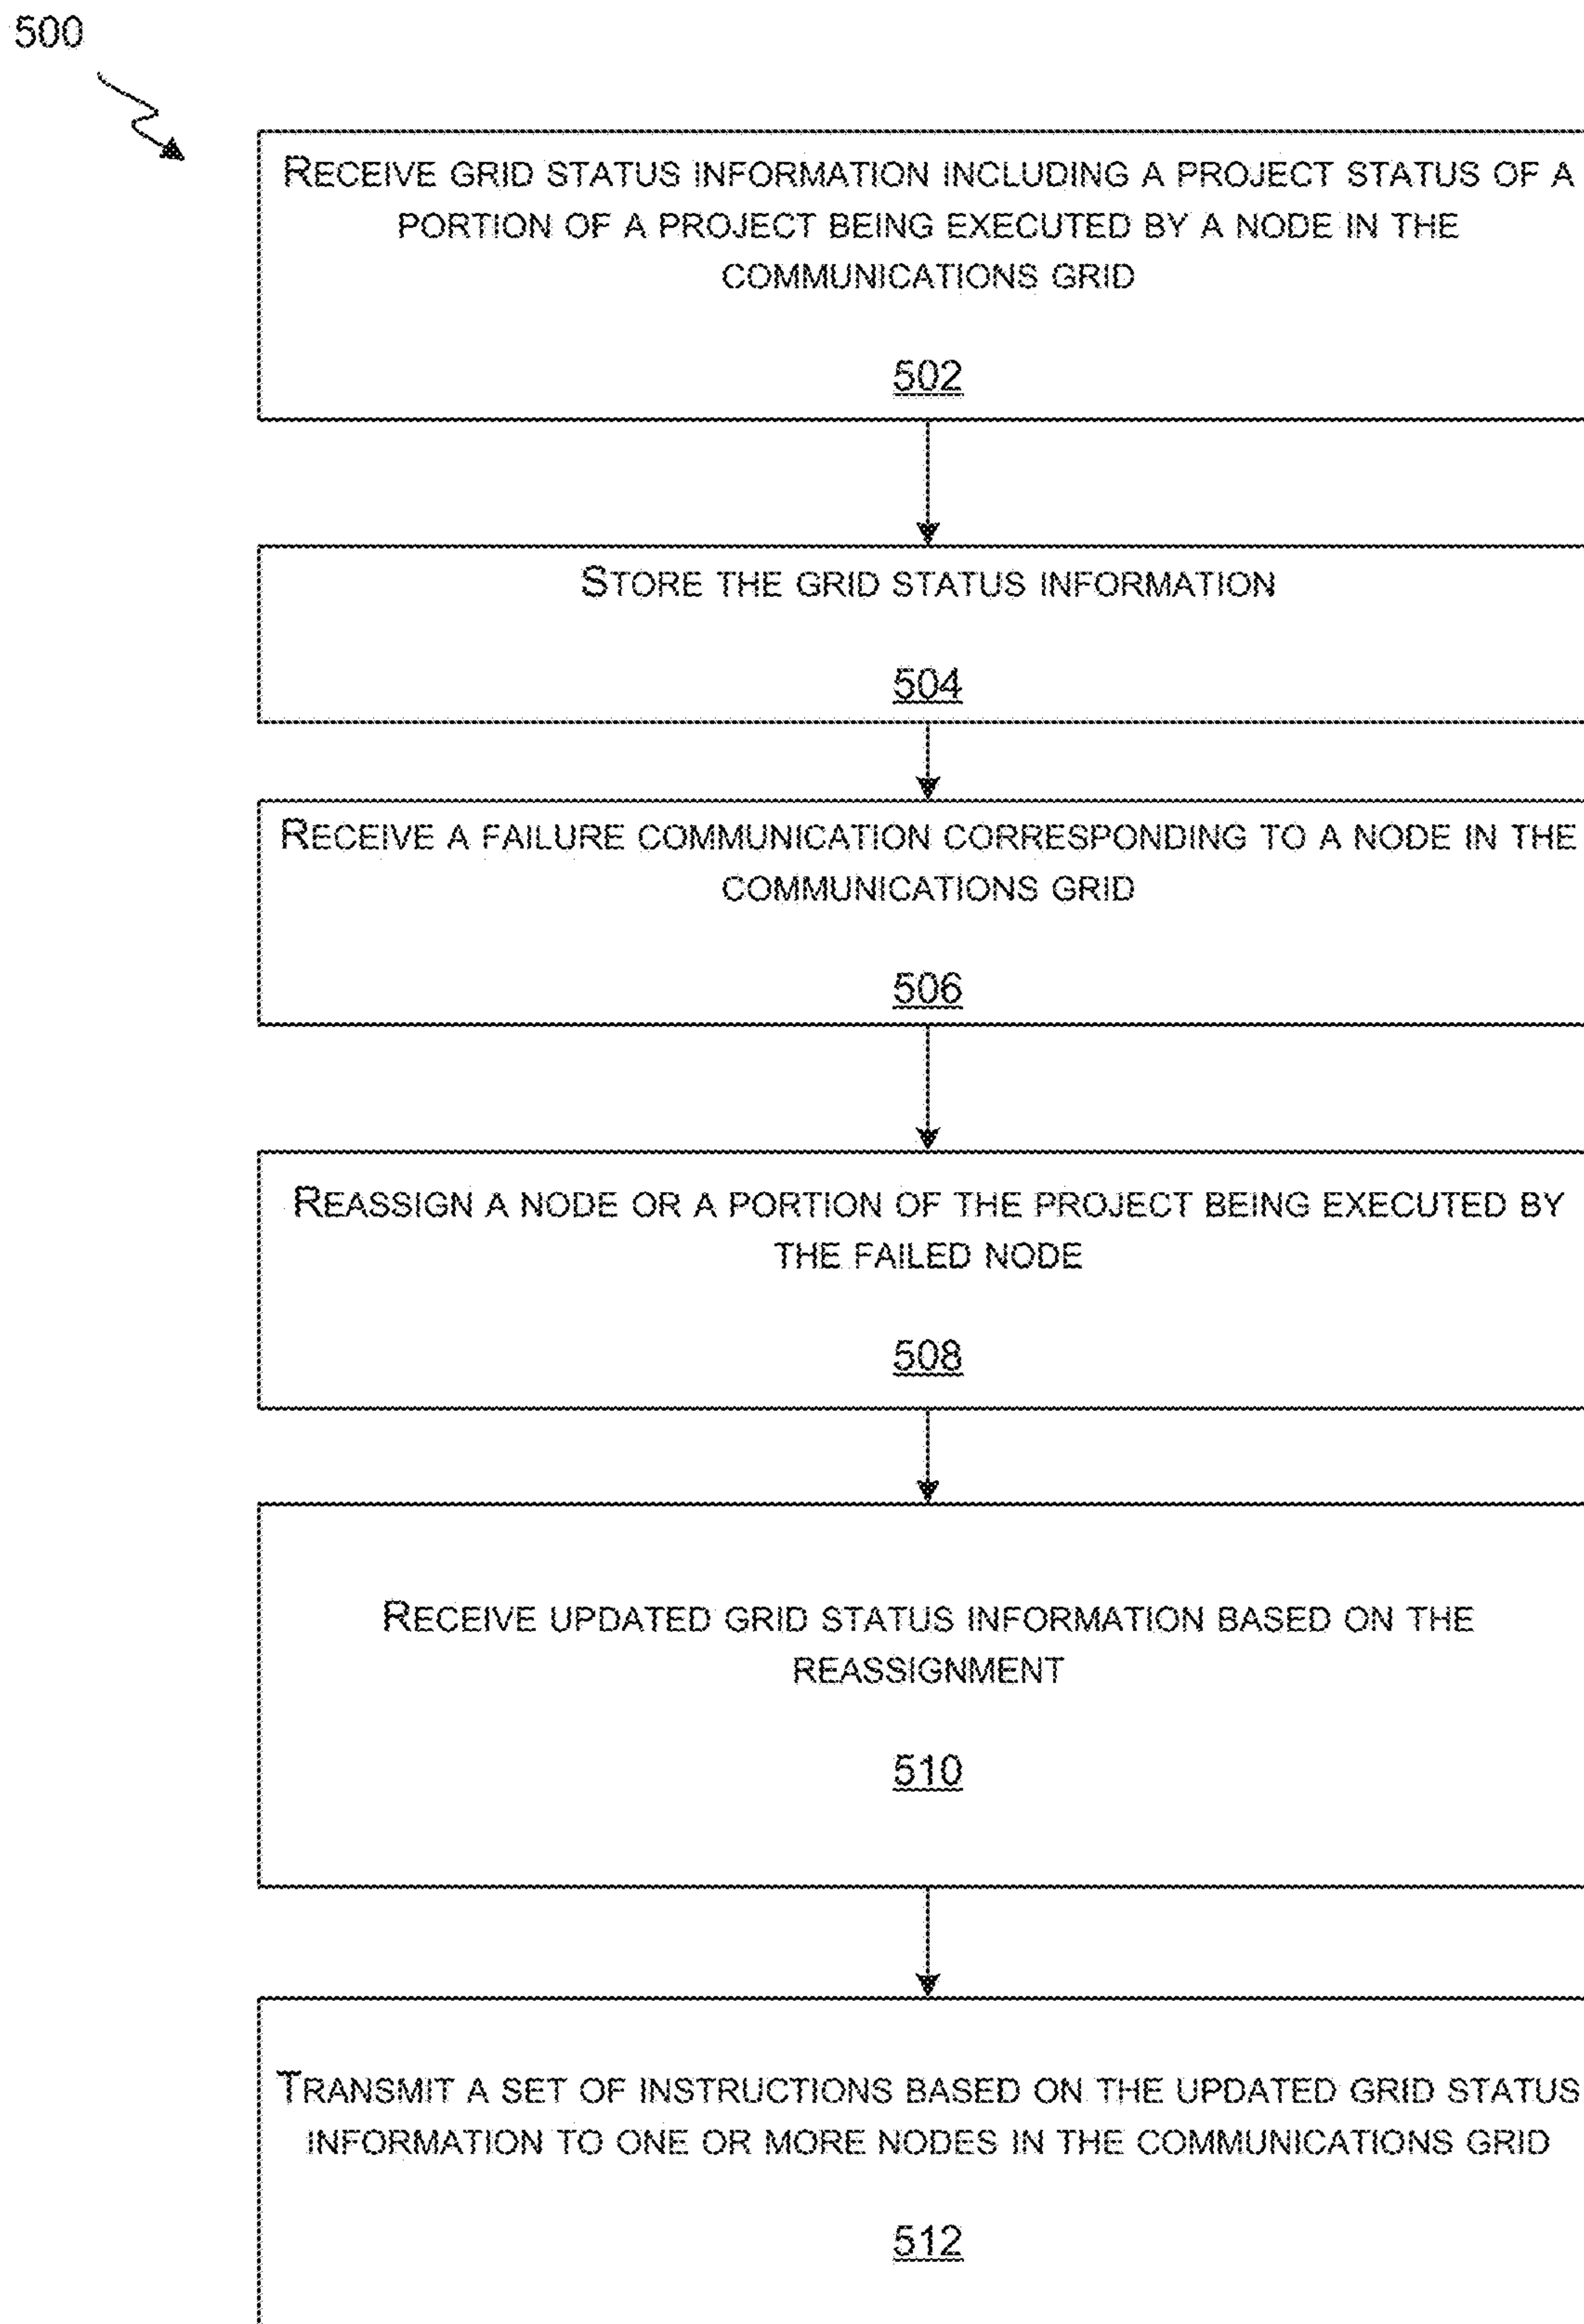 500
RECEIVE GRID STATUS INFORMATION INCLUDING A PROJECT STATUS OF A
PORTION OF A PROJECT BEING EXECUTED BY A NODE IN THE
COMMUNICATIONS GRID
502
STORE THE GRID STATUS INFORMATION
504
RECEIVE A FAILURE COMMUNICATION CORRESPONDING TO A NODE IN THE
COMMUNICATIONS GRID
506
REASSIGN A NODE OR A PORTION OF THE PROJECT BEING EXECUTED BY
THE FAILED NODE
508
RECEIVE UPDATED GRID STATUS INFORMATION BASED ON THE
REASSIGNMENT
510
TRANSMIT A SET OF INSTRUCTIONS BASED ON THE UPDATED GRID STATUS
INFORMATION TO ONE OR MORE NODES IN THE COMMUNICATIONS GRID
512